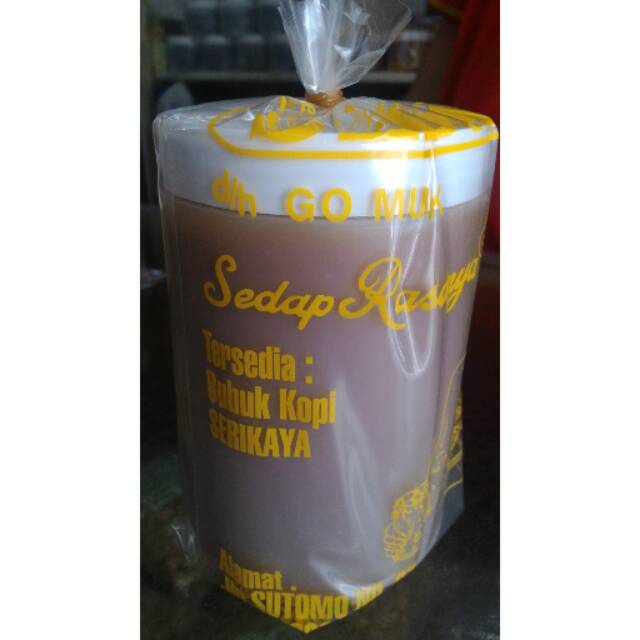 d/h GO MUK
Sedap Rasanya
Tersedia :
Bubuk Kopi
SERIKAYA
Alamat :
SUTOMO